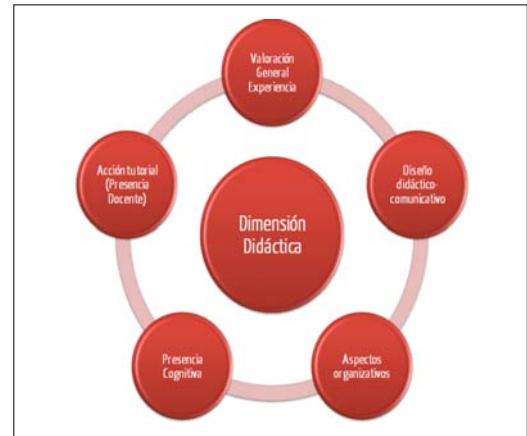 Valoración
General
Experiencia
Diseño
didáctico-
comunicativo
Aspectos
organizativos
Presencia
Cognitiva
Acción tutorial
(Presencia
Docente)
Dimensión
Didáctica